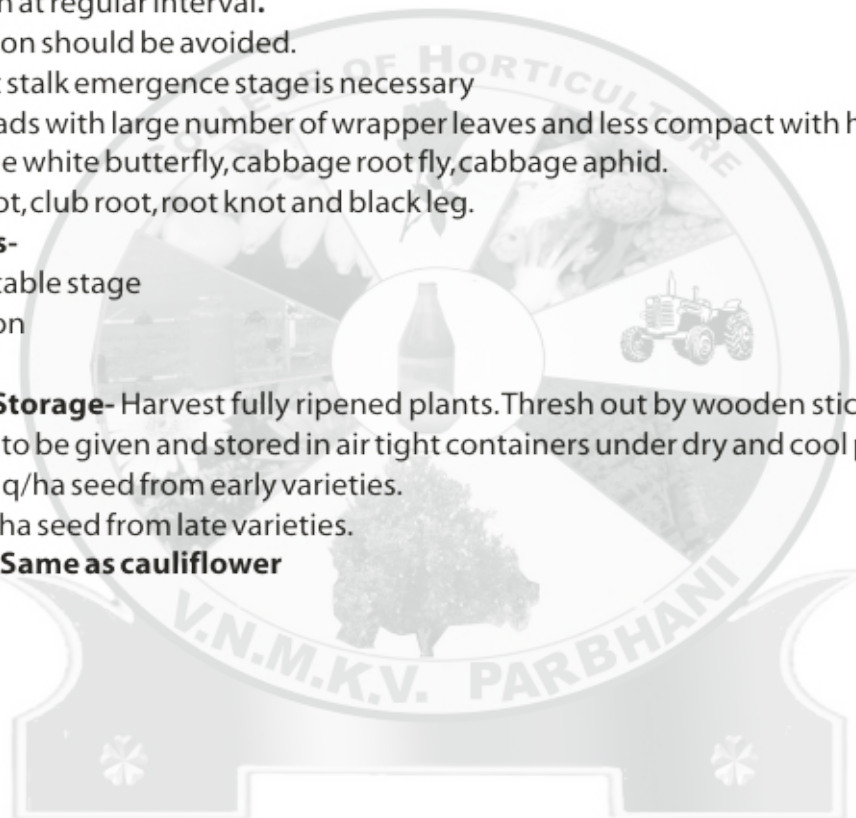 at regular interval.
on should be avoided.
stalk emergence stage is necessary
ads with large number of wrapper leaves and less compact with h
e white butterfly, cabbage root fly, cabbage aphid.
ot, club root, root knot and black leg.
s-
table stage
on
Storage- Harvest fully ripened plants. Thresh out by wooden stic
to be given and stored in air tight containers under dry and cool
q/ha seed from early varieties.
ha seed from late varieties.
Same as cauliflower
COLLEGE OF HORTICULTURE
V.N.M.K.V. PARBHANI